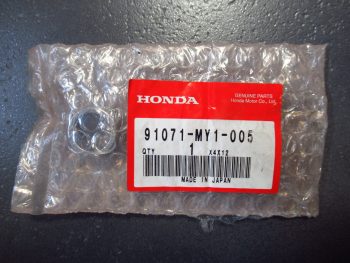 GENUINE PARTS
HONDA
Honda Motor Co., Ltd.
91071-MY1-005
QTY 1 X4X12
MADE IN JAPAN